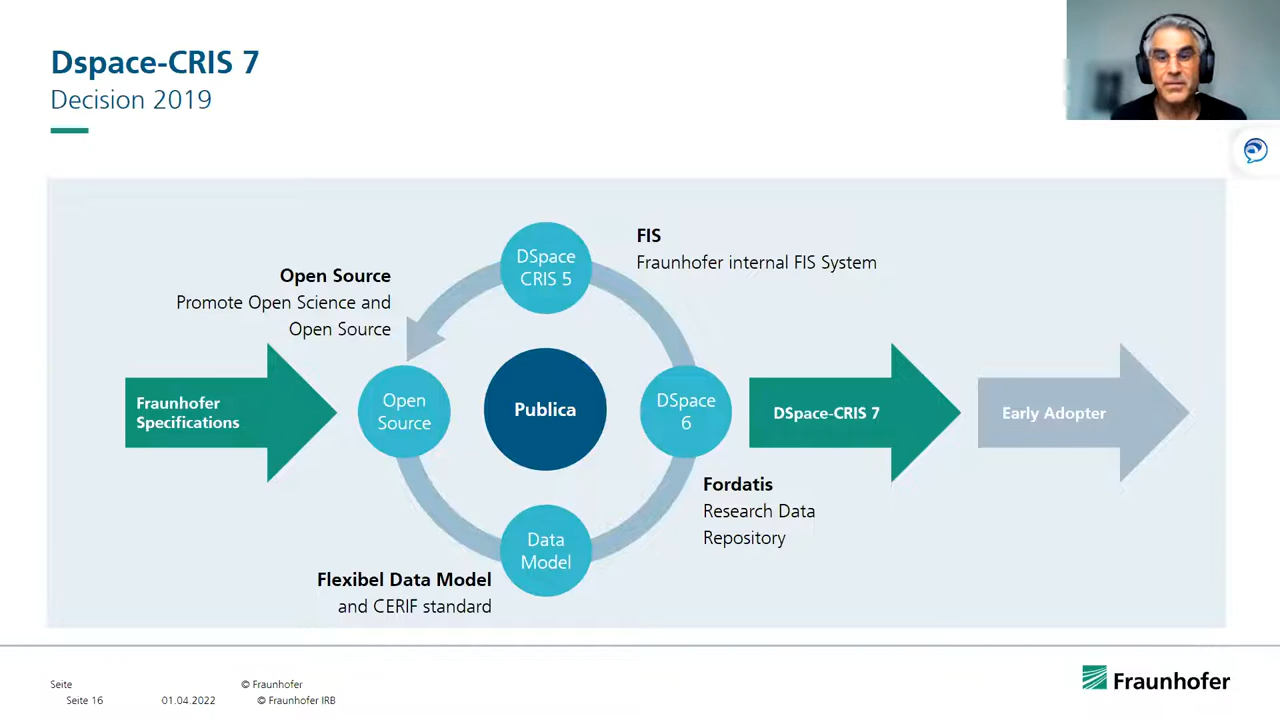 Dspace-CRIS 7
Decision 2019
FIS
Fraunhofer internal FIS System
DSpace
CRIS 5
Open Source
Promote Open Science and
Open Source
Fraunhofer
Specifications
Open
Source
Publica
DSpace
6
DSpace-CRIS 7
Early Adopter
Fordatis
Research Data
Repository
Data
Model
Flexibel Data Model
and CERIF standard
Seite
© Fraunhofer
Seite 16
01.04.2022
© Fraunhofer IRB
Fraunhofer